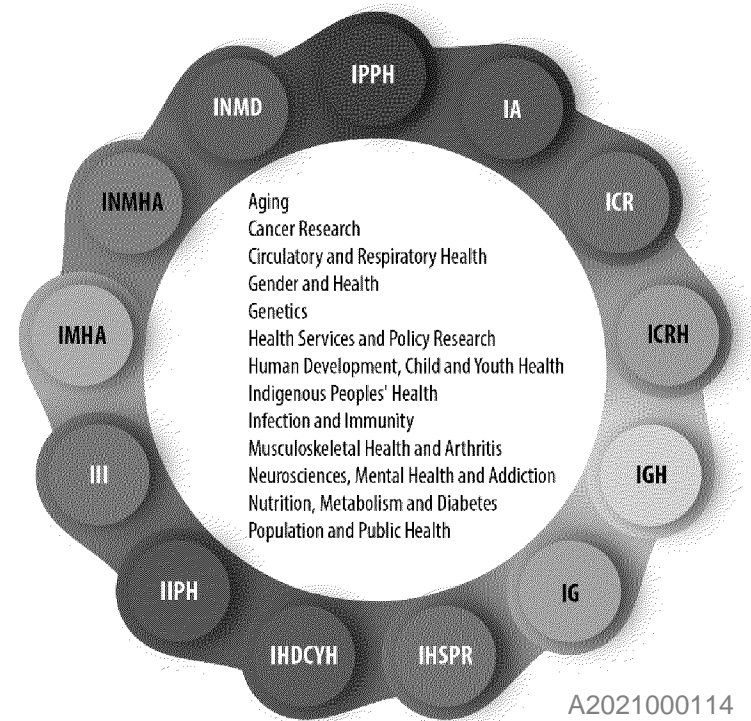 IPPH
IA
ICR
ICRH
IGH
IG
IHSPR
IHDCYH
IIPH
III
IMHA
INMHA
INMD
Aging
Cancer Research
Circulatory and Respiratory Health
Gender and Health
Genetics
Health Services and Policy Research
Human Development, Child and Youth Health
Indigenous Peoples' Health
Infection and Immunity
Musculoskeletal Health and Arthritis
Neurosciences, Mental Health and Addiction
Nutrition, Metabolism and Diabetes
Population and Public Health
A2021000114